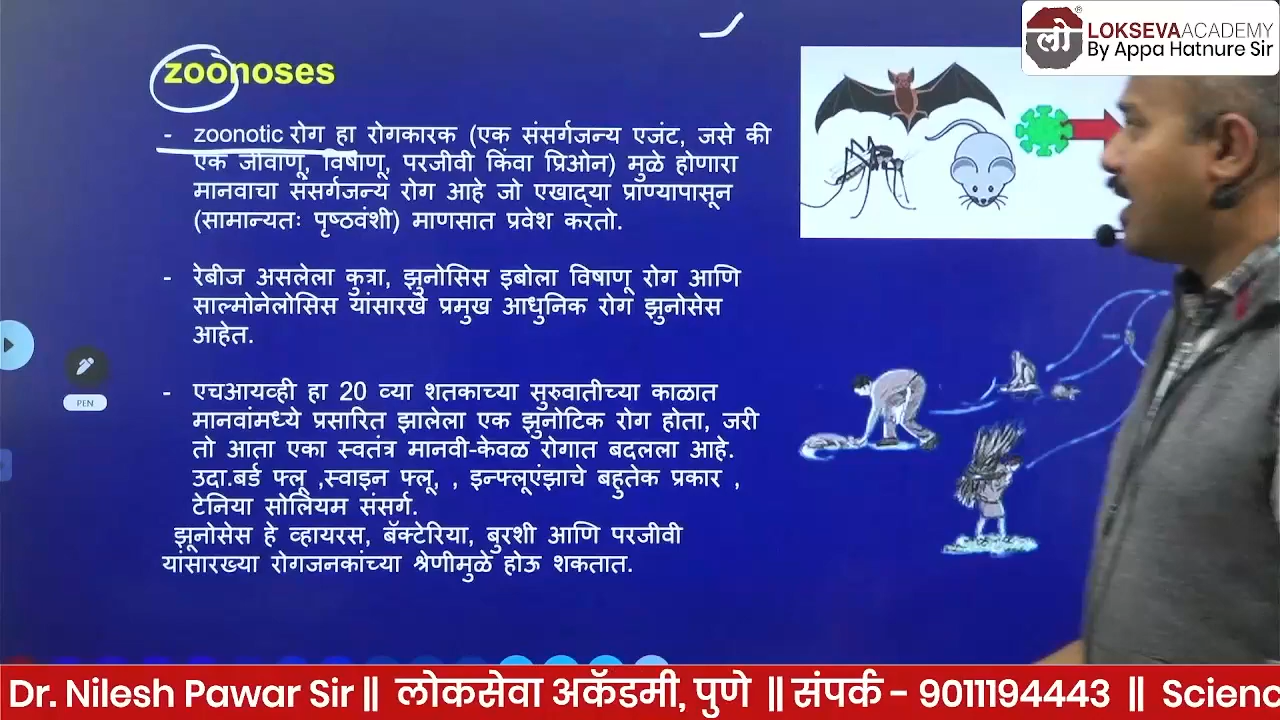 लो
®
LOKSEVAACADEMY
By Appa Hatnure Sir
zoonoses
- zoonotic रोग हा रोगकारक (एक संसर्गजन्य एजंट, जसे की
एक जीवाणू, विषाणू, परजीवी किंवा प्रिओन) मुळे होणारा
मानवाचा संसर्गजन्य रोग आहे जो एखाद्या प्राण्यापासून
(सामान्यतः पृष्ठवंशी) माणसात प्रवेश करतो.
- रेबीज असलेला कुत्रा, झुनोसिस इबोला विषाणू रोग आणि
साल्मोनेलोसिस यांसारखे प्रमुख आधुनिक रोग झुनोसेस
आहेत.
- एचआयव्ही हा 20 व्या शतकाच्या सुरुवातीच्या काळात
मानवांमध्ये प्रसारित झालेला एक झुनोटिक रोग होता, जरी
तो आता एका स्वतंत्र मानवी-केवळ रोगात बदलला आहे.
उदा.बर्ड फ्लू ,स्वाइन फ्लू, , इन्फ्लूएंझाचे बहुतेक प्रकार ,
टेनिया सोलियम संसर्ग.
झूनोसेस हे व्हायरस, बॅक्टेरिया, बुरशी आणि परजीवी
यांसारख्या रोगजनकांच्या श्रेणीमुळे होऊ शकतात.
PEN
Dr. Nilesh Pawar Sir || लोकसेवा अकॅडमी, पुणे || संपर्क - 9011194443 || Scienc